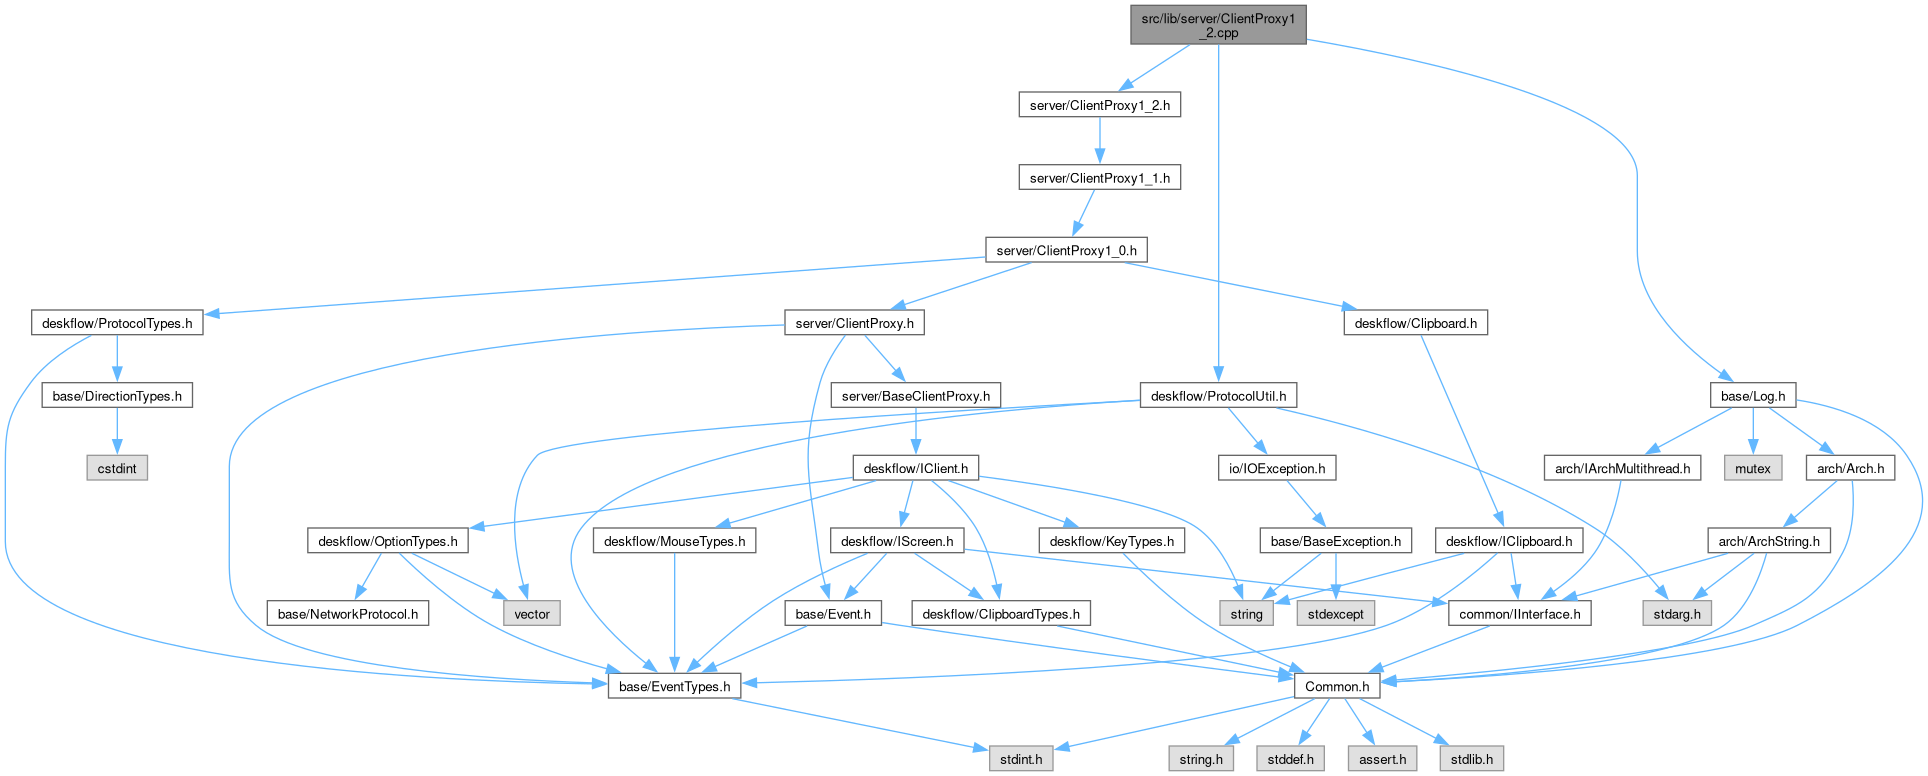 src/lib/server/ClientProxy1
_2.cpp
server/ClientProxy1_2.h
server/ClientProxy1_1.h
server/ClientProxy1_0.h
deskflow/ProtocolTypes.h
server/ClientProxy.h
deskflow/Clipboard.h
base/DirectionTypes.h
server/BaseClientProxy.h
deskflow/ProtocolUtil.h
base/Log.h
cstdint
deskflow/IClient.h
io/IOException.h
arch/IArchMultithread.h
mutex
arch/Arch.h
deskflow/OptionTypes.h
deskflow/MouseTypes.h
deskflow/IScreen.h
deskflow/KeyTypes.h
base/BaseException.h
deskflow/IClipboard.h
arch/ArchString.h
base/NetworkProtocol.h
vector
base/Event.h
deskflow/ClipboardTypes.h
string
stdexcept
common/IInterface.h
stdarg.h
base/EventTypes.h
Common.h
stdint.h
string.h
stddef.h
assert.h
stdlib.h